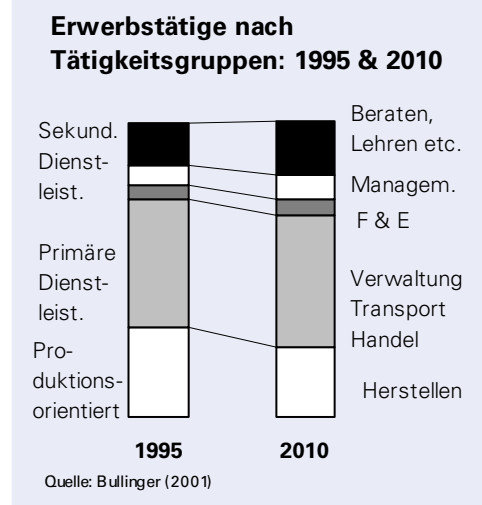 Erwerbstätige nach
Tätigkeitsgruppen: 1995 & 2010
Sekund.
Dienst-
leist.
Primäre
Dienst-
leist.
Pro-
duktions-
orientiert
Beraten,
Lehren etc.
Managem.
F & E
Verwaltung
Transport
Handel
Herstellen
1995
2010
Quelle: Bullinger (2001)